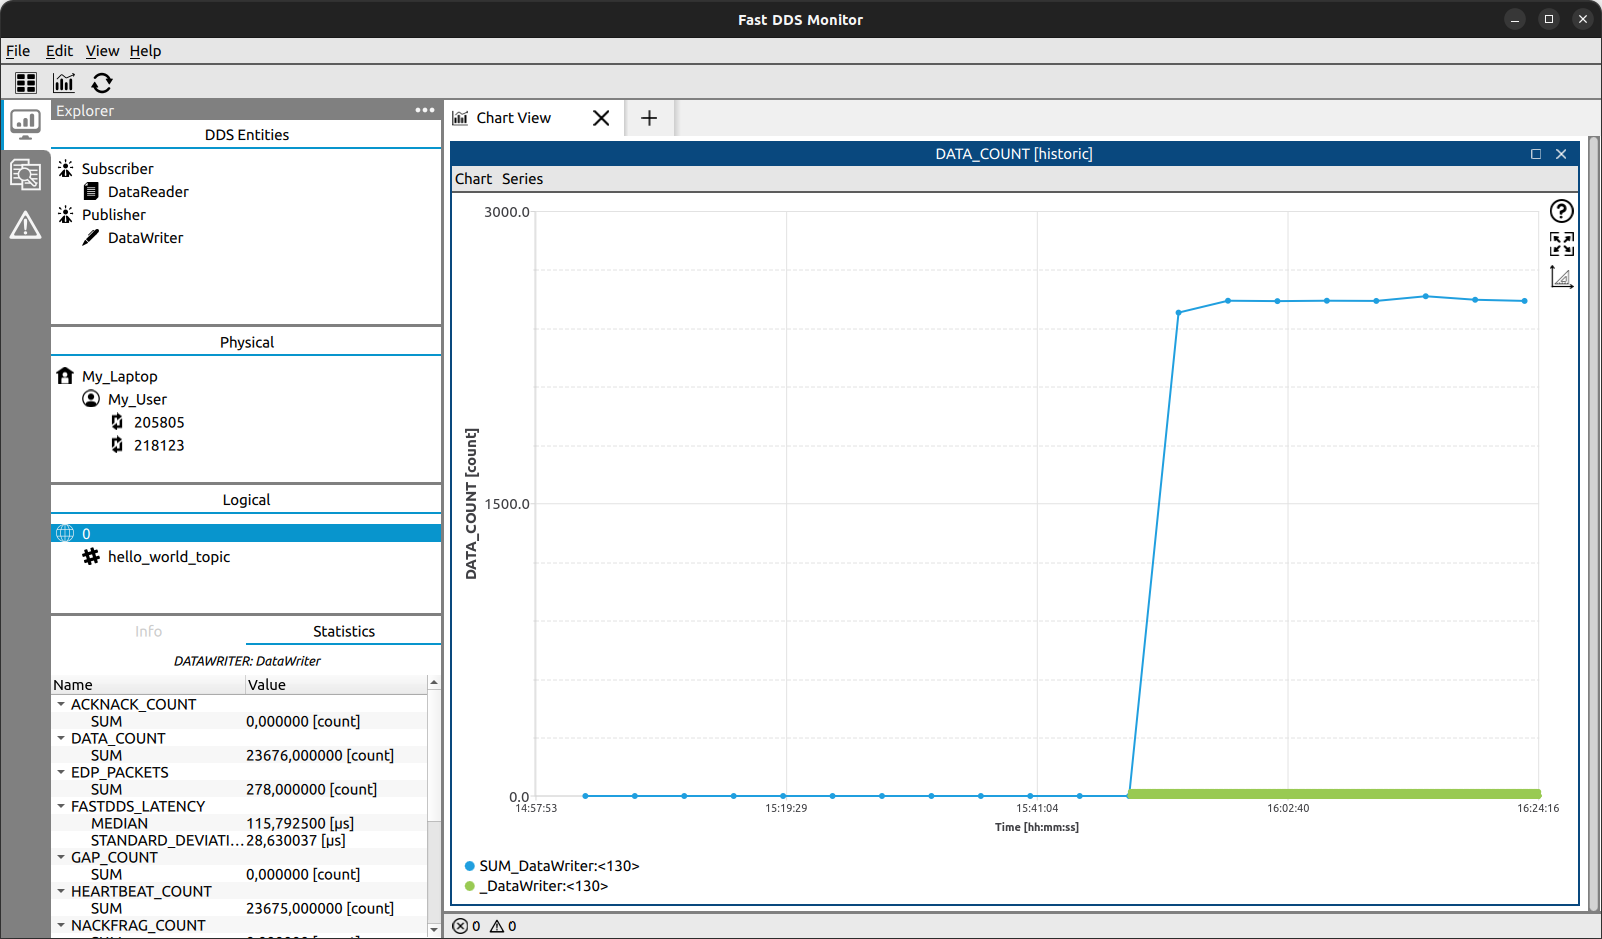 Fast DDS Monitor
File Edit View Help
Explorer
DDS Entities
Subscriber
DataReader
Publisher
DataWriter
Physical
My_Laptop
My_User
205805
218123
Logical
0
hello_world_topic
Info Statistics
DATAWRITER: DataWriter
Name Value
ACKNACK_COUNT
SUM 0,000000 [count]
DATA_COUNT
SUM 23676,000000 [count]
EDP_PACKETS
SUM 278,000000 [count]
FASTDDS_LATENCY
MEDIAN 115,792500 [μs]
STANDARD_DEVIATI... 28,630037 [μs]
GAP_COUNT
SUM 0,000000 [count]
HEARTBEAT_COUNT
SUM 23675,000000 [count]
NACKFRAG_COUNT
Chart View
DATA_COUNT [historic]
Chart Series
3000.0
1500.0
0.0
DATA_COUNT [count]
14:57:53 15:19:29 15:41:04 16:02:40 16:24:16
Time [hh:mm:ss]
SUM_DataWriter:<130>
_DataWriter:<130>
0 0